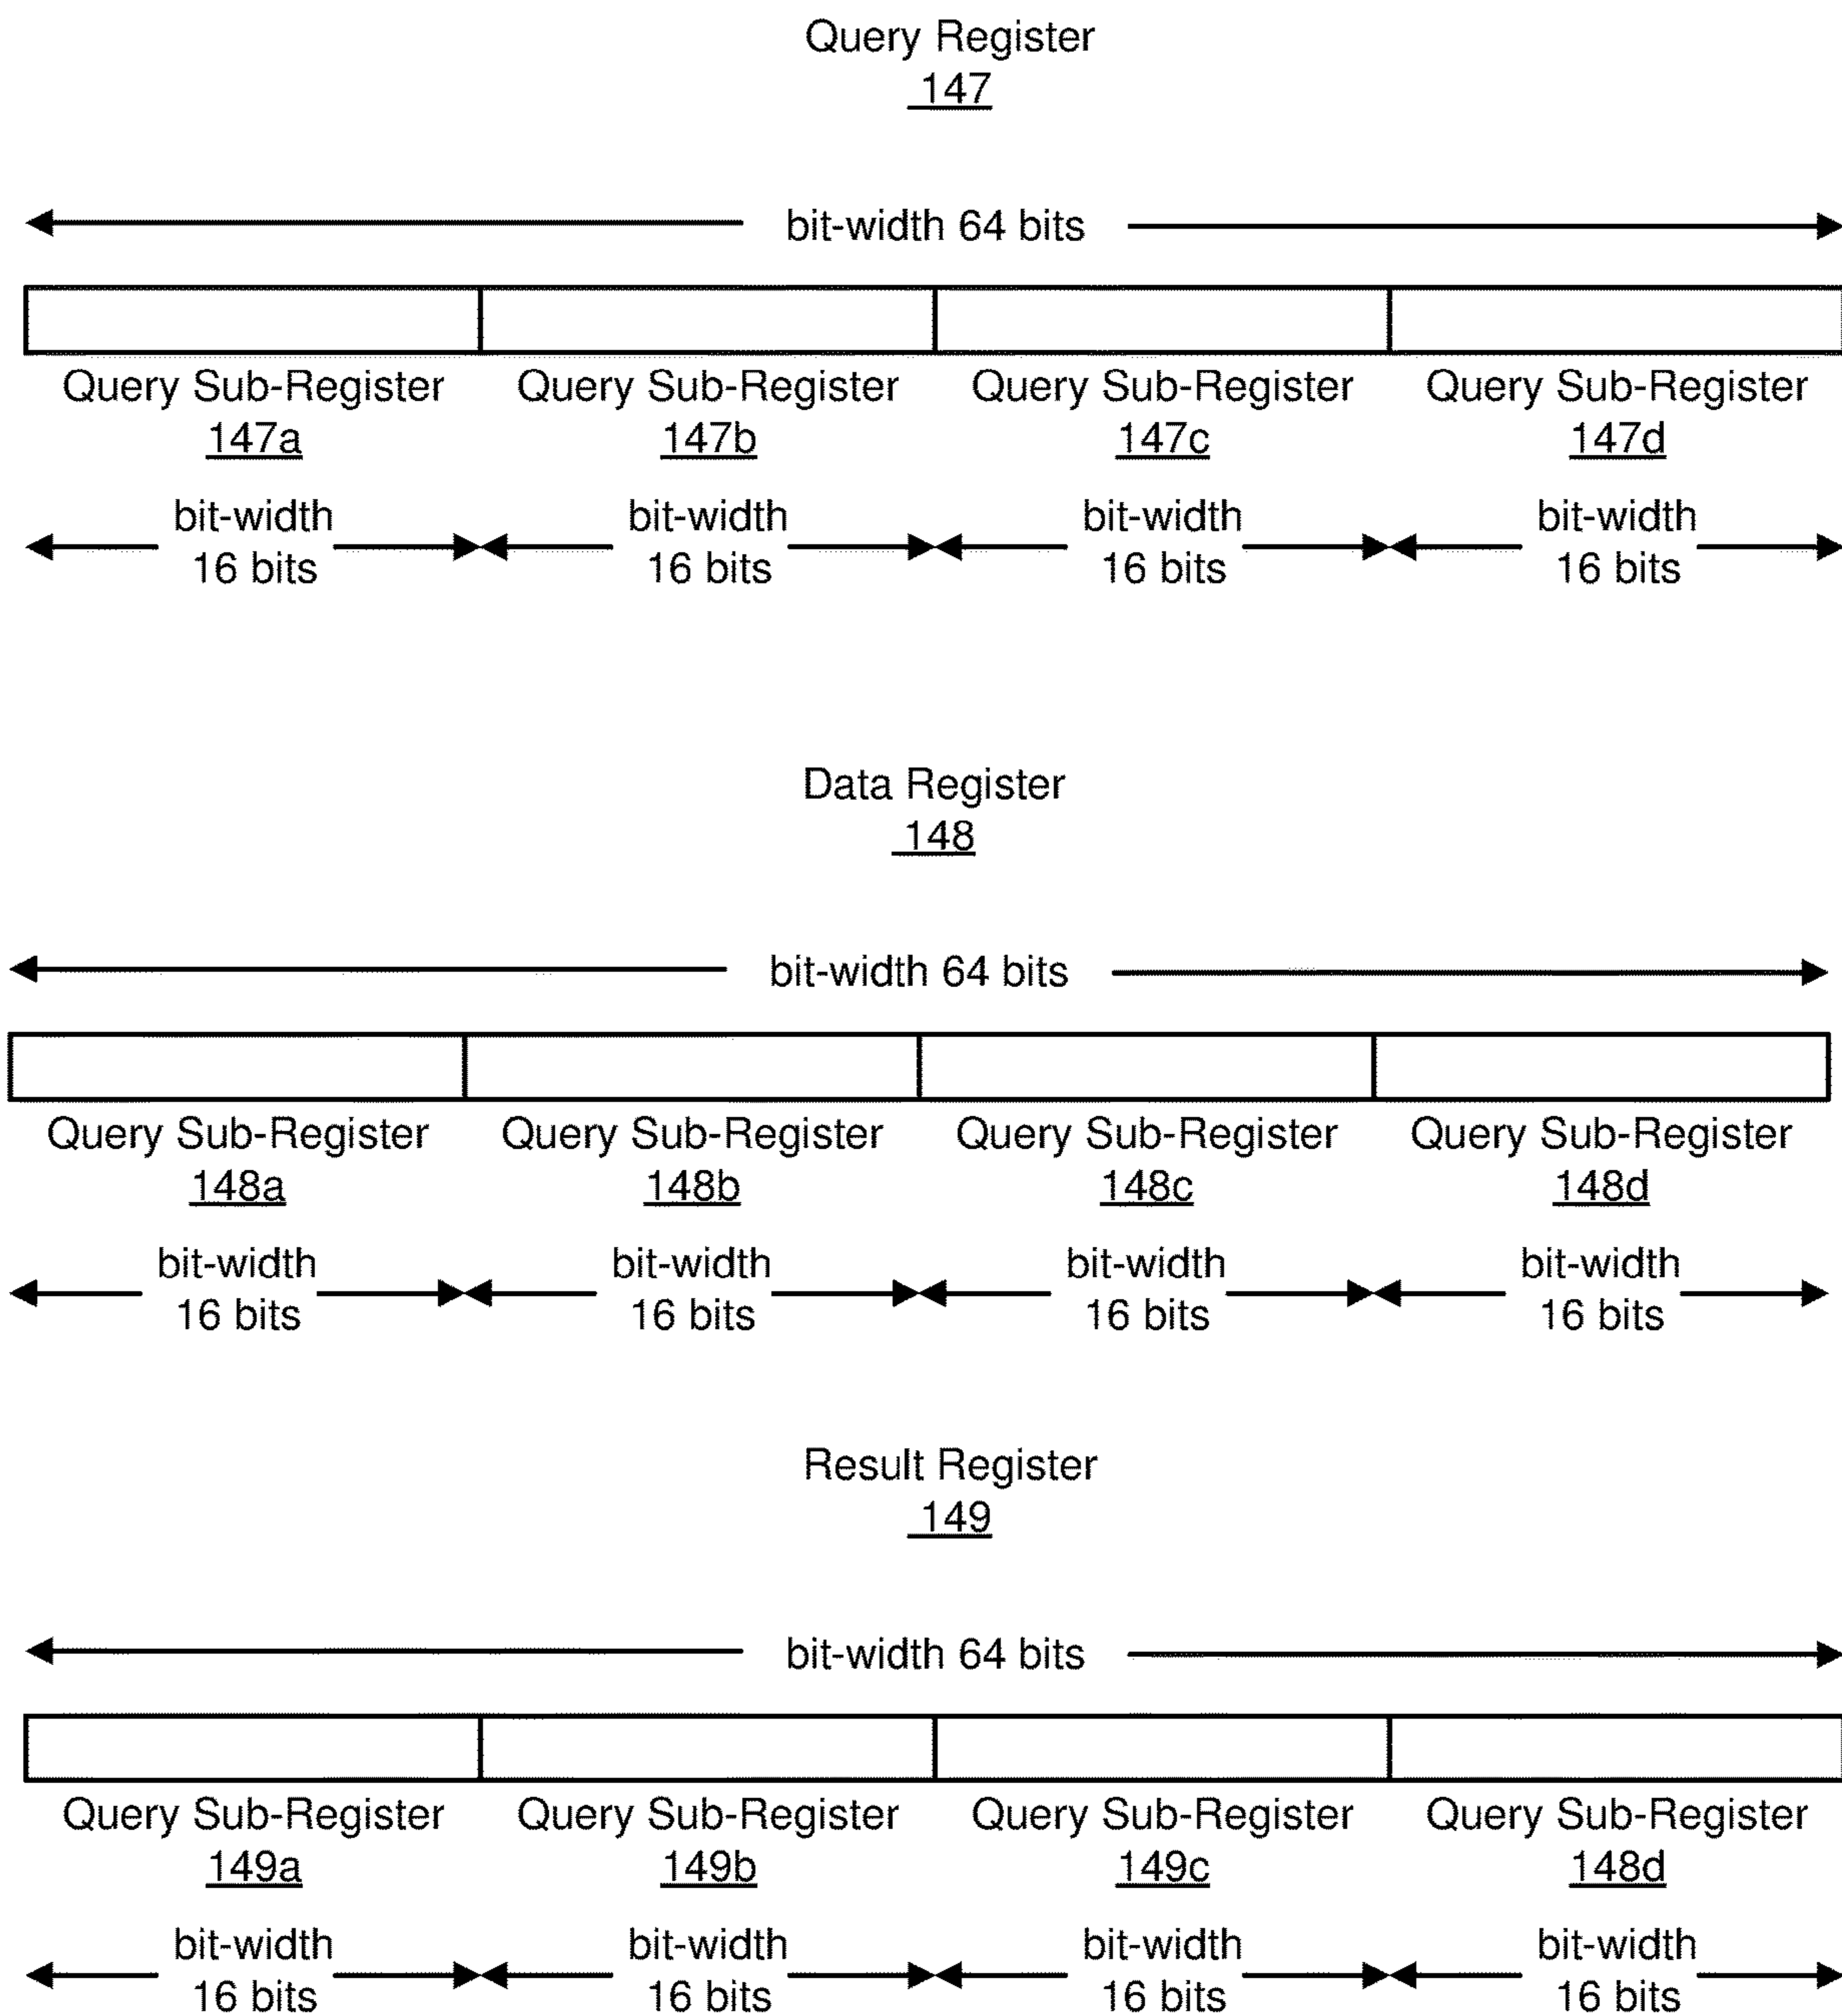 Query Register
147
bit-width 64 bits
Query Sub-Register Query Sub-Register Query Sub-Register Query Sub-Register
147a 147b 147c 147d
bit-width bit-width bit-width bit-width
16 bits 16 bits 16 bits 16 bits
Data Register
148
bit-width 64 bits
Query Sub-Register Query Sub-Register Query Sub-Register Query Sub-Register
148a 148b 148c 148d
bit-width bit-width bit-width bit-width
16 bits 16 bits 16 bits 16 bits
Result Register
149
bit-width 64 bits
Query Sub-Register Query Sub-Register Query Sub-Register Query Sub-Register
149a 149b 149c 148d
bit-width bit-width bit-width bit-width
16 bits 16 bits 16 bits 16 bits